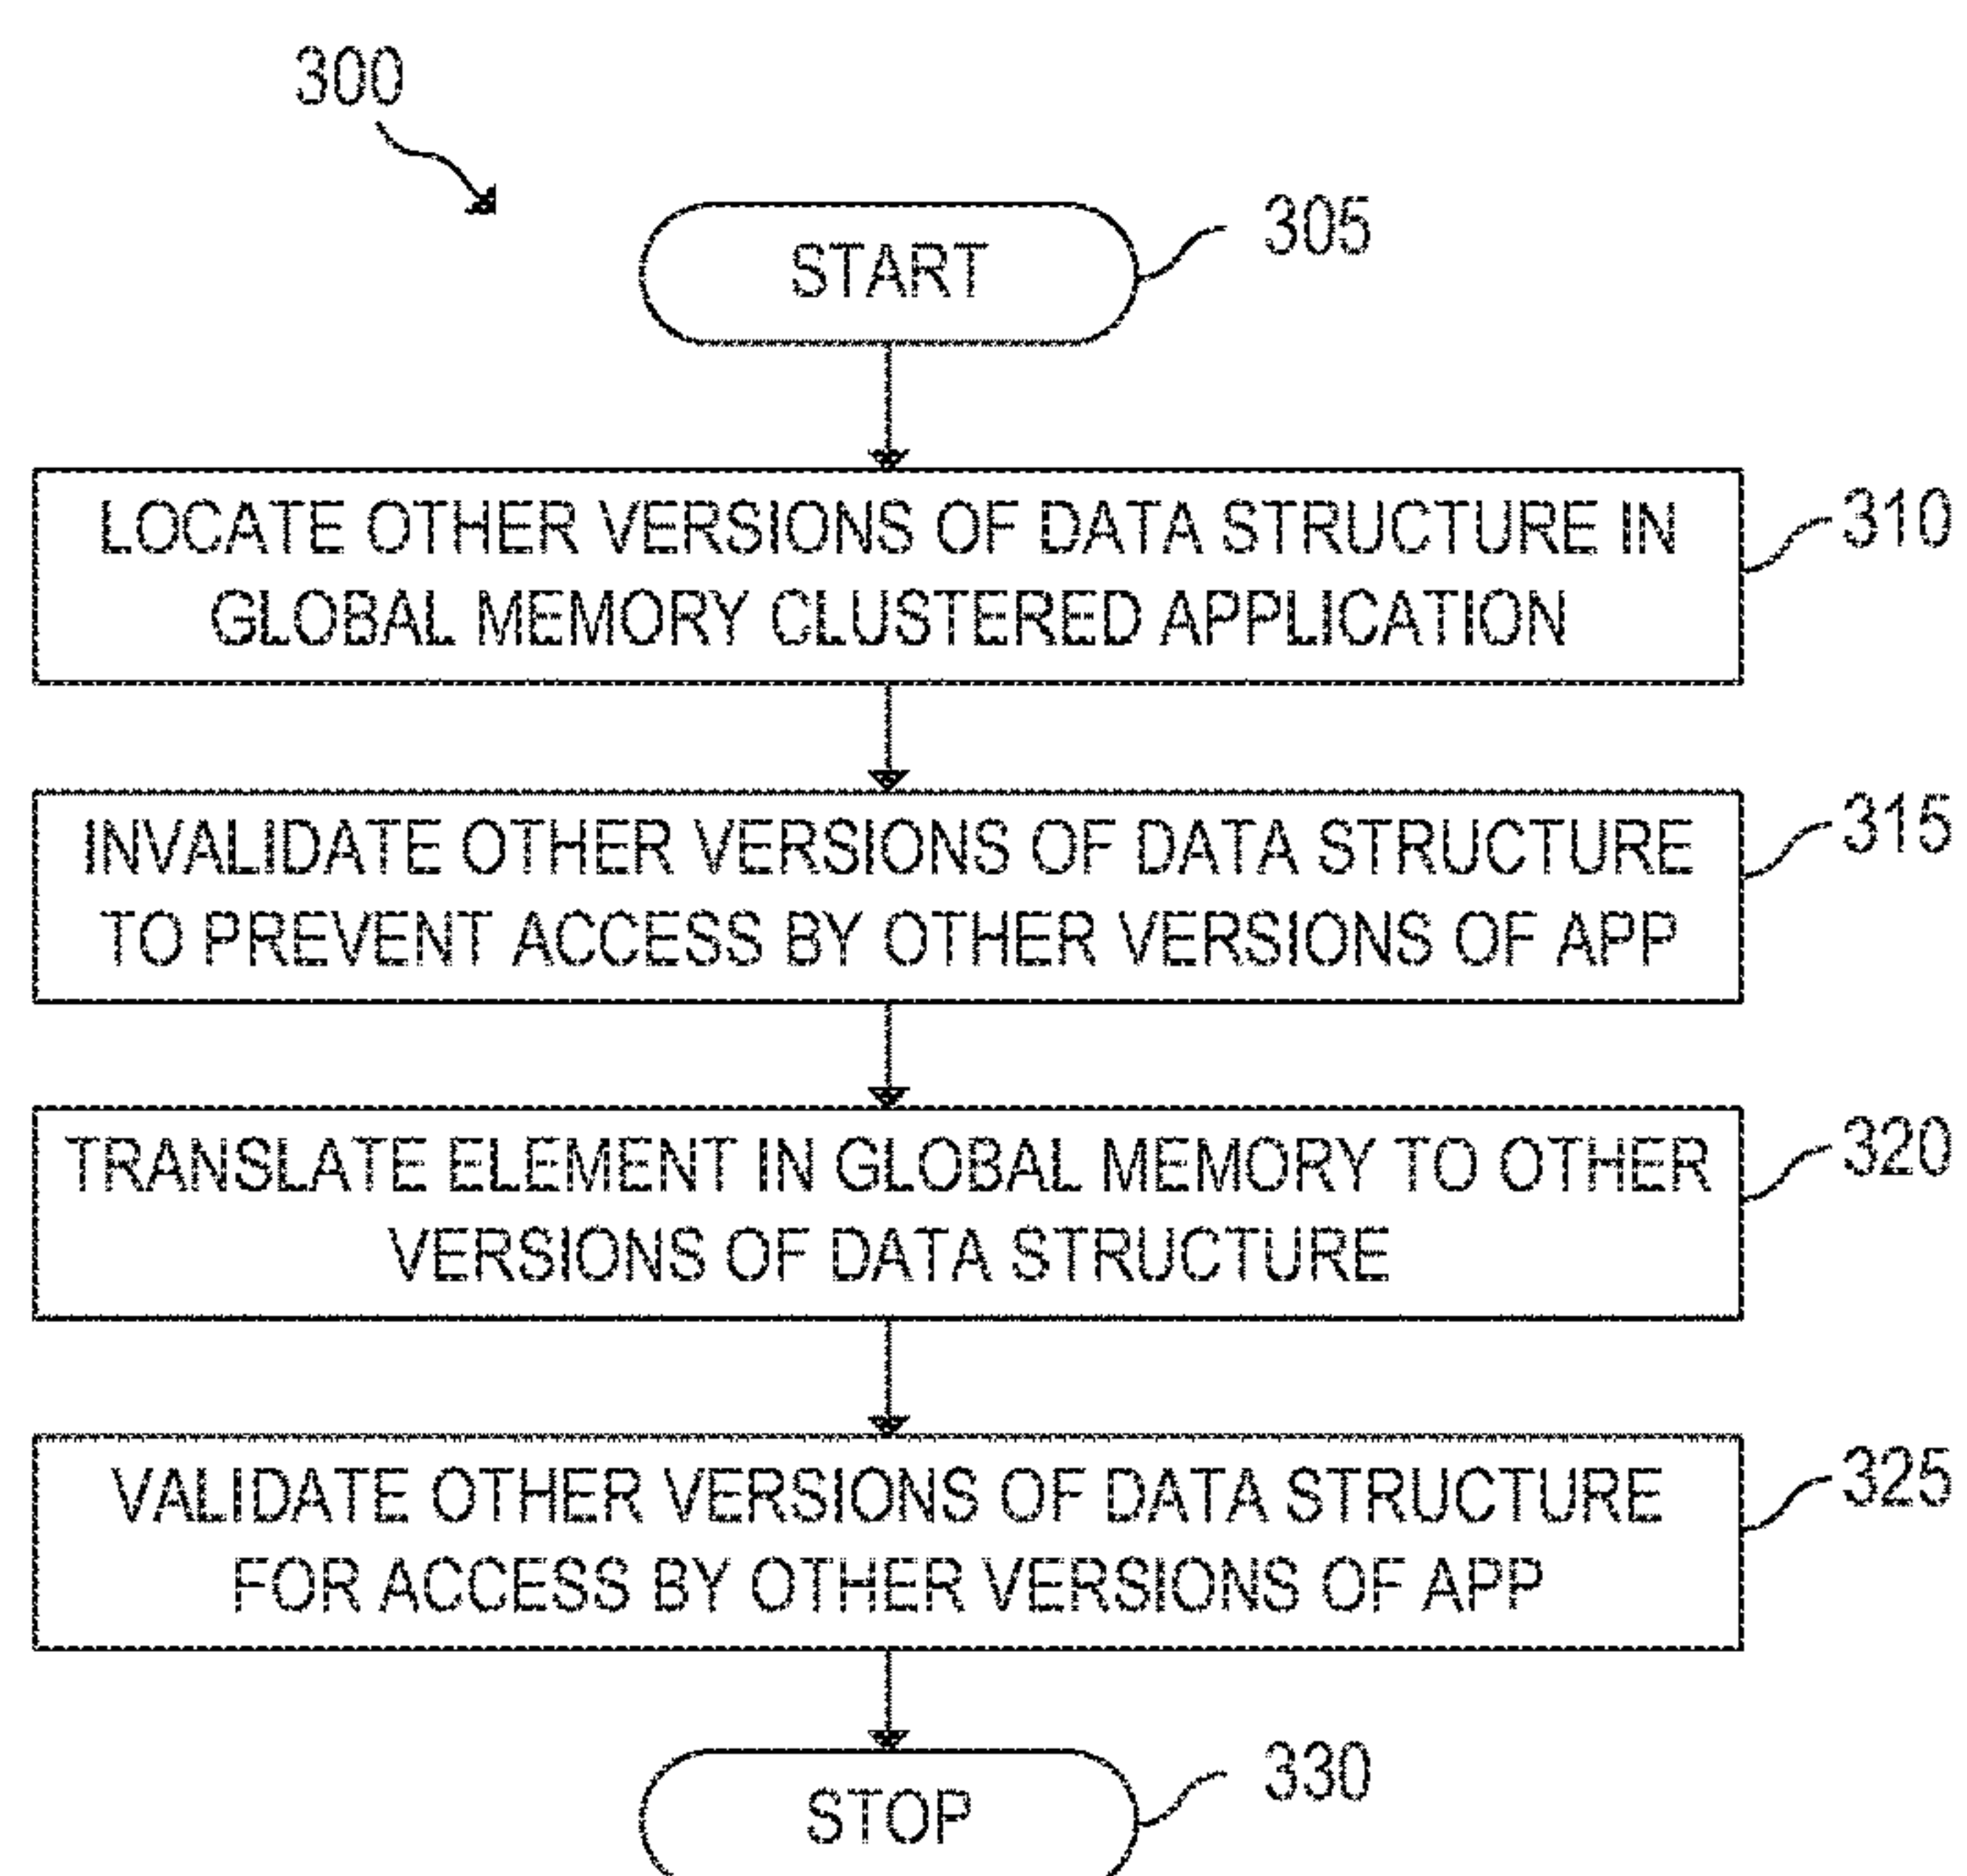 300
START
305
LOCATE OTHER VERSIONS OF DATA STRUCTURE IN
GLOBAL MEMORY CLUSTERED APPLICATION
310
INVALIDATE OTHER VERSIONS OF DATA STRUCTURE
TO PREVENT ACCESS BY OTHER VERSIONS OF APP
315
TRANSLATE ELEMENT IN GLOBAL MEMORY TO OTHER
VERSIONS OF DATA STRUCTURE
320
VALIDATE OTHER VERSIONS OF DATA STRUCTURE
FOR ACCESS BY OTHER VERSIONS OF APP
325
STOP
330